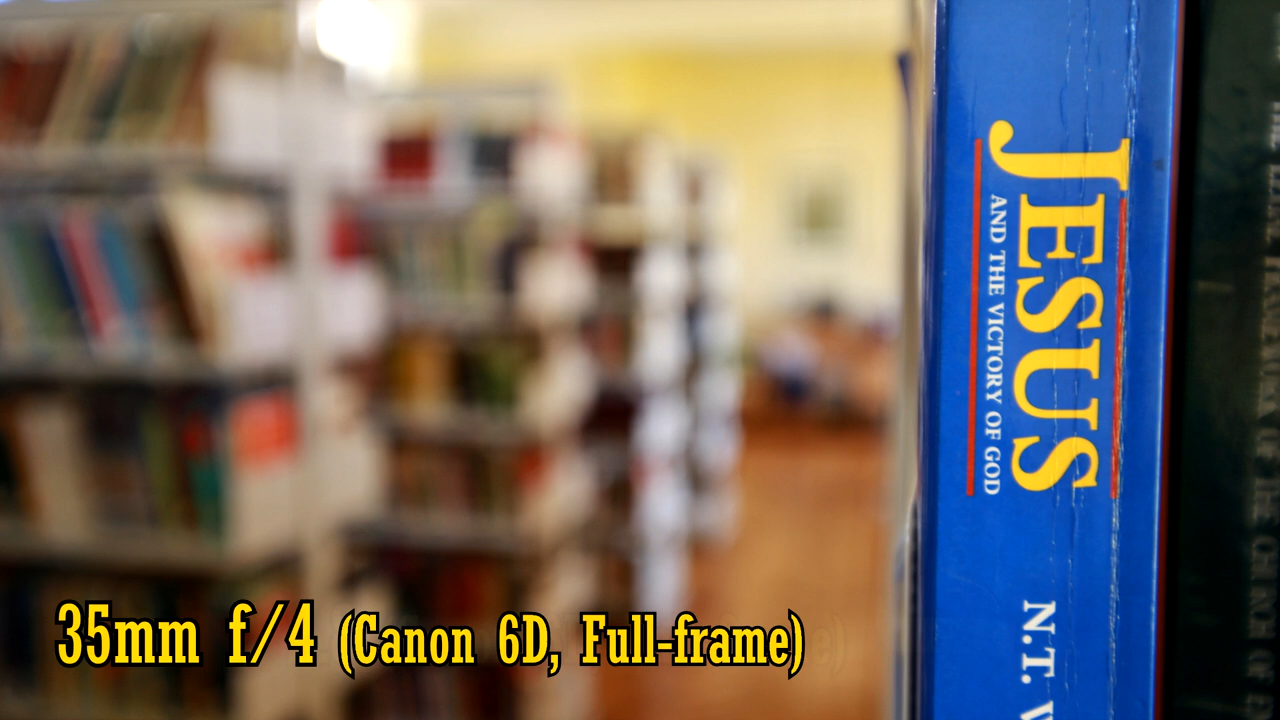 JESUS
AND THE VICTORY OF GOD
N.T.
35mm f/4 (Canon 6D, Full-frame)